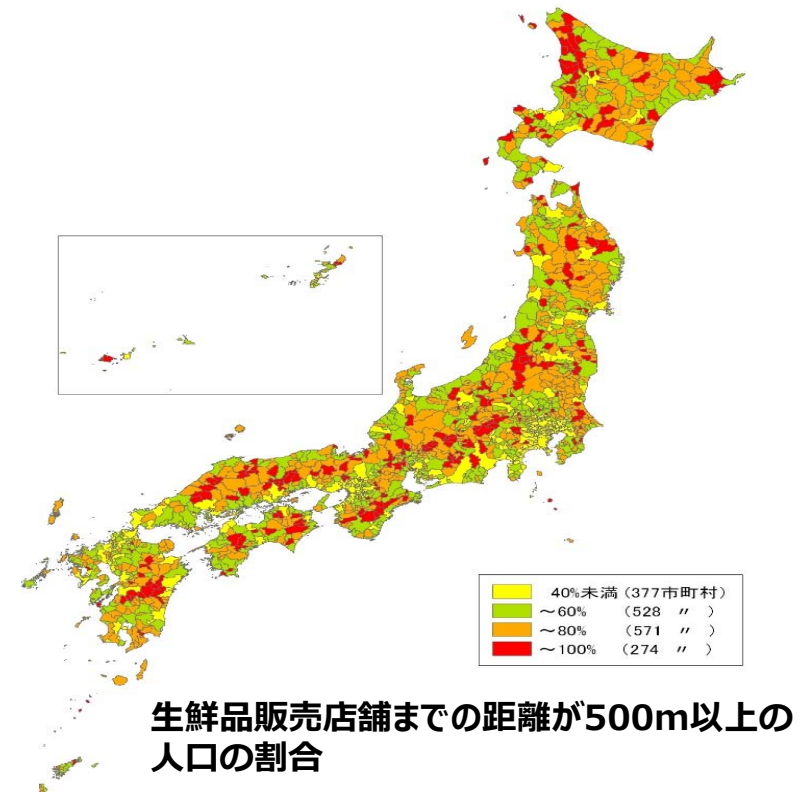 40%未満(377市町村)
~60% (528 〃 )
~80% (571 〃 )
~100% (274 〃 )
生鮮品販売店舗までの距離が500m以上の
人口の割合